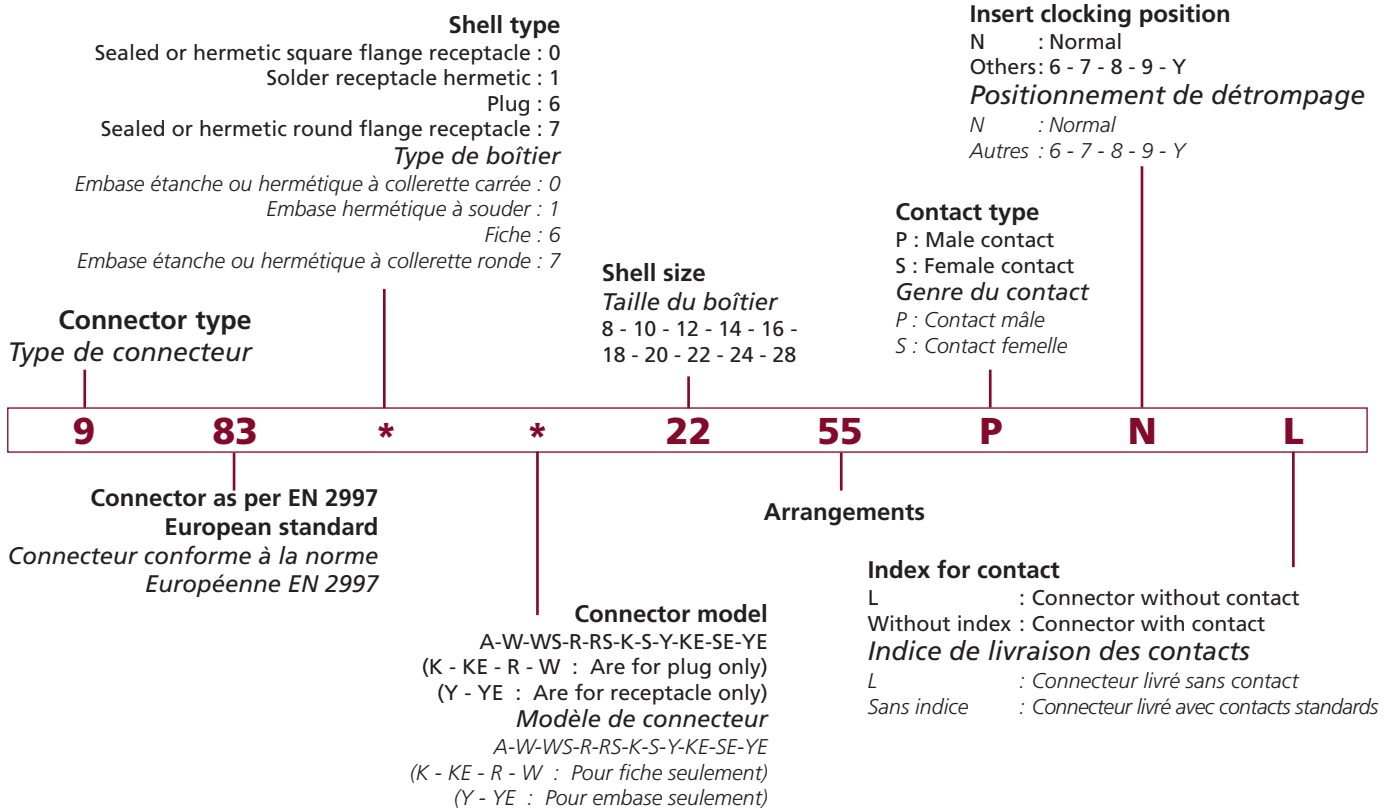 Shell type
Sealed or hermetic square flange receptacle : 0
Solder receptacle hermetic : 1
Plug : 6
Sealed or hermetic round flange receptacle : 7
Type de boîtier
Embase étanche ou hermétique à collerette carrée : 0
Embase hermétique à souder : 1
Fiche : 6
Embase étanche ou hermétique à collerette ronde : 7
Insert clocking position
N : Normal
Others: 6 - 7 - 8 - 9 - Y
Positionnement de détrompage
N : Normal
Autres : 6 - 7 - 8 - 9 - Y
Contact type
P : Male contact
S : Female contact
Genre du contact
P : Contact mâle
S : Contact femelle
Shell size
Taille du boîtier
8 - 10 - 12 - 14 - 16 -
18 - 20 - 22 - 24 - 28
Connector type
Type de connecteur
9 83 * * 22 55 P N L
Connector as per EN 2997
European standard
Connecteur conforme à la norme
Européenne EN 2997
Arrangements
Index for contact
L : Connector without contact
Without index : Connector with contact
Indice de livraison des contacts
L : Connecteur livré sans contact
Sans indice : Connecteur livré avec contacts standards
Connector model
A-W-WS-R-RS-K-S-Y-KE-SE-YE
(K - KE - R - W : Are for plug only)
(Y - YE : Are for receptacle only)
Modèle de connecteur
A-W-WS-R-RS-K-S-Y-KE-SE-YE
(K - KE - R - W : Pour fiche seulement)
(Y - YE : Pour embase seulement)